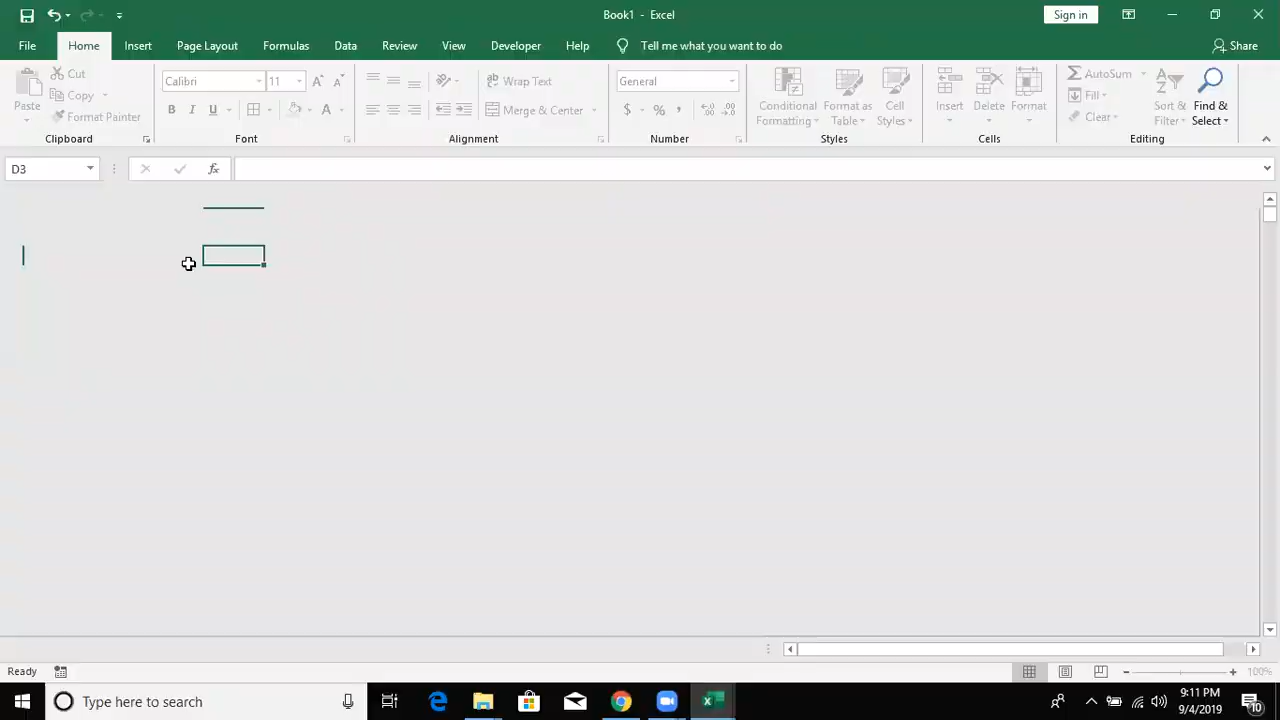 Book1 - Excel
Sign in
File Home Insert Page Layout Formulas Data Review View Developer Help Tell me what you want to do Share
Paste
Cut
Copy
Format Painter
Clipboard
Calibri 11
B I U
Font
Wrap Text
Merge & Center
Alignment
General
$ % ,
Number
Conditional Formatting
Format as Table
Cell Styles
Styles
Insert Delete Format
Cells
AutoSum
Fill
Clear
Sort & Filter
Find & Select
Editing
D3
fx
Ready
100%
Type here to search
9:11 PM
9/4/2019
10